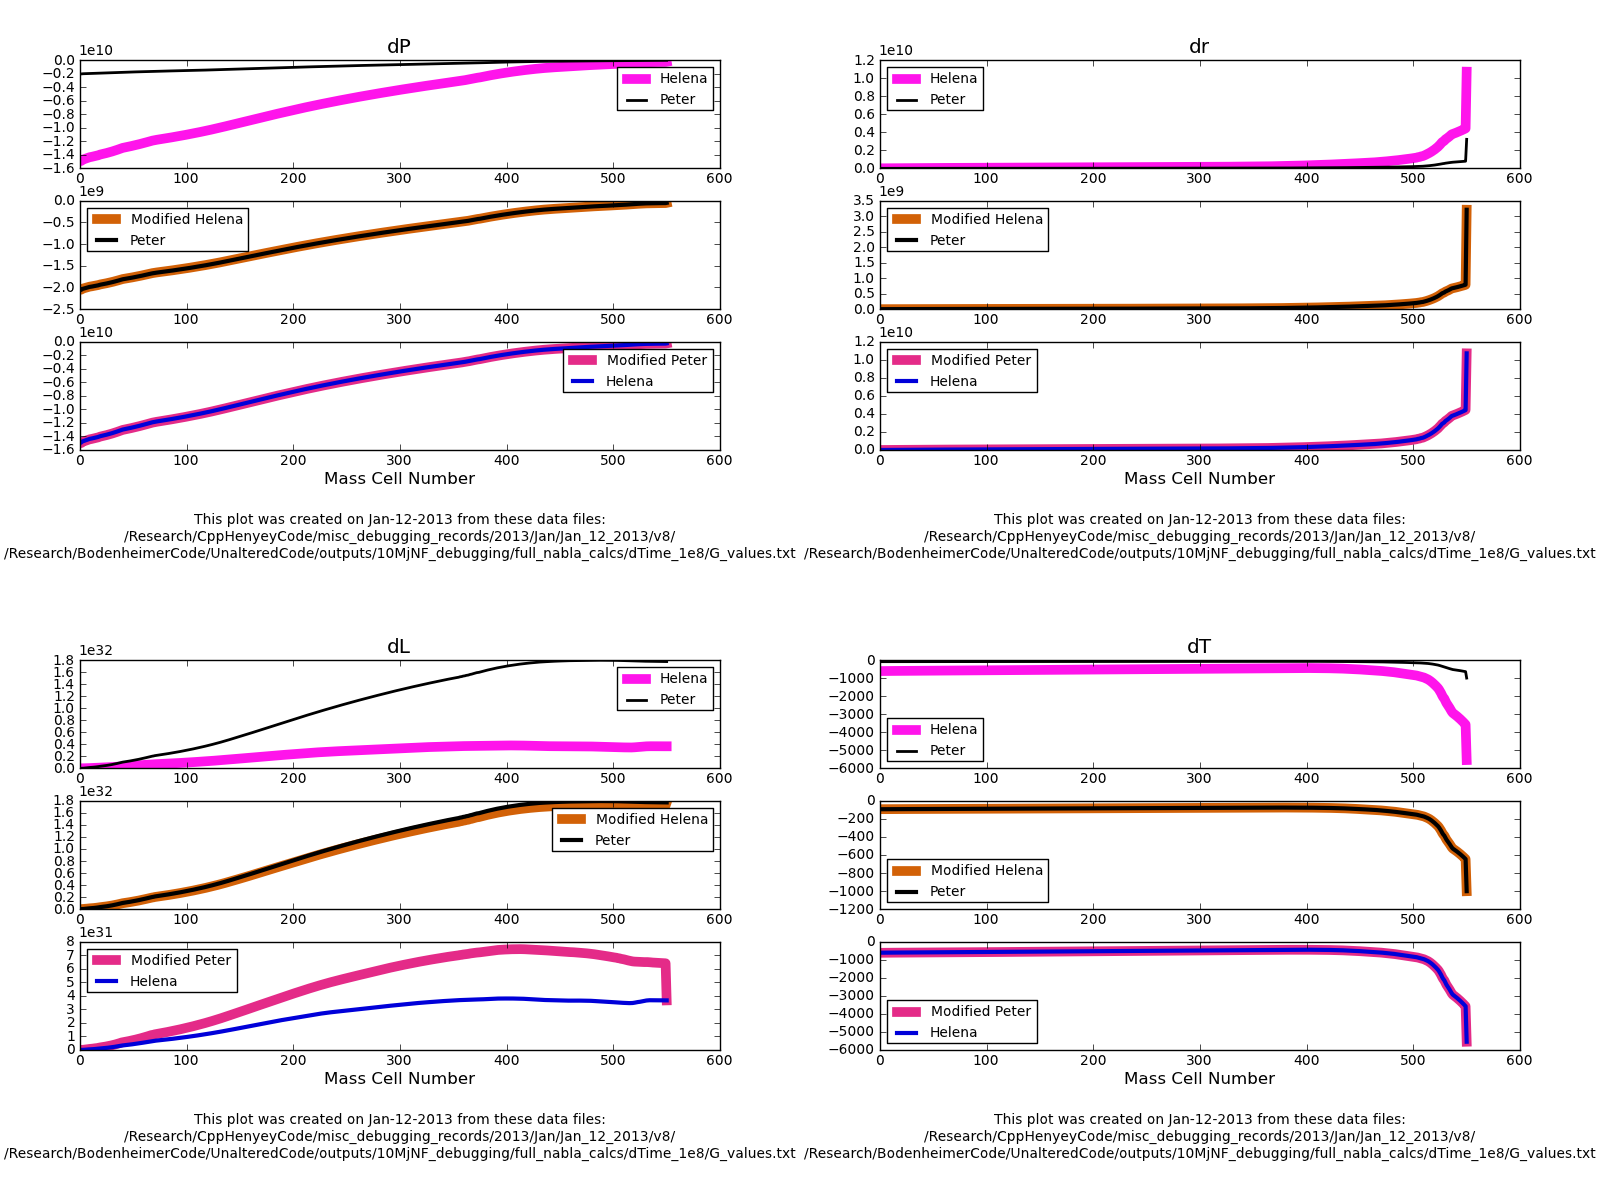 dP
1e10
0.0
−0.2
−0.4
−0.6
−0.8
−1.0
−1.2
−1.4
−1.6
Helena
Peter
0 100 200 300 400 500 600
1e9
0.0
−0.5
−1.0
−1.5
−2.0
−2.5
Modified Helena
Peter
0 100 200 300 400 500 600
1e10
0.0
−0.2
−0.4
−0.6
−0.8
−1.0
−1.2
−1.4
−1.6
Modified Peter
Helena
0 100 200 300 400 500 600
Mass Cell Number
This plot was created on Jan-12-2013 from these data files:
/Research/CppHenyeyCode/misc_debugging_records/2013/Jan/Jan_12_2013/v8/
/Research/BodenheimerCode/UnalteredCode/outputs/10MjNF_debugging/full_nabla_calcs/dTime_1e8/G_values.txt
dr
1e10
1.2
1.0
0.8
0.6
0.4
0.2
0.0
Helena
Peter
0 100 200 300 400 500 600
1e9
3.5
3.0
2.5
2.0
1.5
1.0
0.5
0.0
Modified Helena
Peter
0 100 200 300 400 500 600
1e10
1.2
1.0
0.8
0.6
0.4
0.2
0.0
Modified Peter
Helena
0 100 200 300 400 500 600
Mass Cell Number
This plot was created on Jan-12-2013 from these data files:
/Research/CppHenyeyCode/misc_debugging_records/2013/Jan/Jan_12_2013/v8/
/Research/BodenheimerCode/UnalteredCode/outputs/10MjNF_debugging/full_nabla_calcs/dTime_1e8/G_values.txt
dL
1e32
1.8
1.6
1.4
1.2
1.0
0.8
0.6
0.4
0.2
0.0
Helena
Peter
0 100 200 300 400 500 600
1e32
1.8
1.6
1.4
1.2
1.0
0.8
0.6
0.4
0.2
0.0
Modified Helena
Peter
0 100 200 300 400 500 600
1e31
8
7
6
5
4
3
2
1
0
Modified Peter
Helena
0 100 200 300 400 500 600
Mass Cell Number
This plot was created on Jan-12-2013 from these data files:
/Research/CppHenyeyCode/misc_debugging_records/2013/Jan/Jan_12_2013/v8/
/Research/BodenheimerCode/UnalteredCode/outputs/10MjNF_debugging/full_nabla_calcs/dTime_1e8/G_values.txt
dT
0
−1000
−2000
−3000
−4000
−5000
−6000
Helena
Peter
0 100 200 300 400 500 600
0
−200
−400
−600
−800
−1000
−1200
Modified Helena
Peter
0 100 200 300 400 500 600
0
−1000
−2000
−3000
−4000
−5000
−6000
Modified Peter
Helena
0 100 200 300 400 500 600
Mass Cell Number
This plot was created on Jan-12-2013 from these data files:
/Research/CppHenyeyCode/misc_debugging_records/2013/Jan/Jan_12_2013/v8/
/Research/BodenheimerCode/UnalteredCode/outputs/10MjNF_debugging/full_nabla_calcs/dTime_1e8/G_values.txt